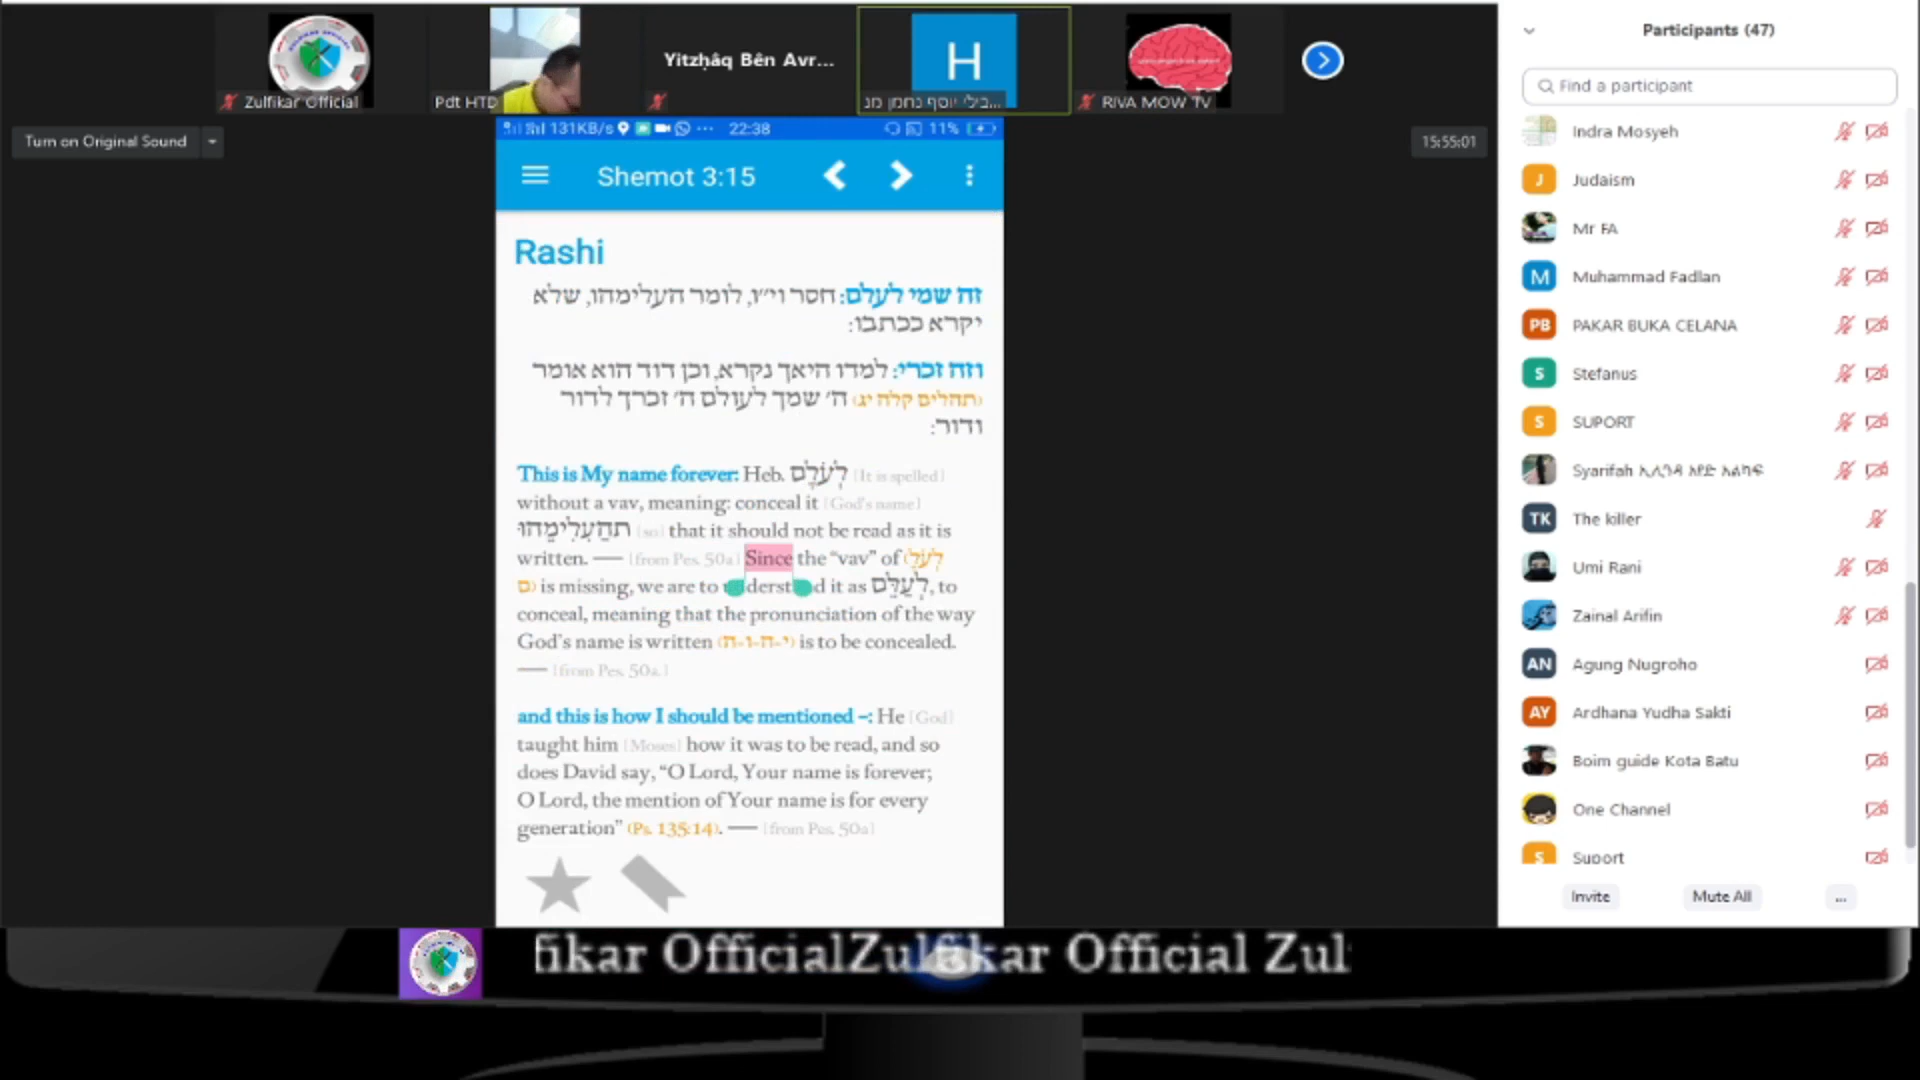 Zulfikar Official
Pdt HTD
Yitzḥâq Bên Avr...
H
בילי יוסף נחמן מנ...
RIVA MOW TV
Turn on Original Sound
15:55:01
131KB/s
22:38
11%
Shemot 3:15
Rashi
זה שמי לעלם: חסר וי״ו, לומר העלימהו, שלא
יקרא ככתבו:
וזה זכרי: למדו היאך נקרא, וכן דוד הוא אומר
(תהלים קלה יג) ה׳ שמך לעולם ה׳ זכרך לדור
ודור:
This is My name forever: Heb. לְעֹלָם [It is spelled]
without a vav, meaning: conceal it [God's name]
הַעֲלִימֵהוּ [so] that it should not be read as it is
written. — [from Pes. 50a] Since the “vav” of (לְעֹלָ
ם) is missing, we are to understand it as לְעַלֵּם, to
conceal, meaning that the pronunciation of the way
God's name is written (י-ה-ו-ה) is to be concealed.
— [from Pes. 50a.]
and this is how I should be mentioned –: He [God]
taught him [Moses] how it was to be read, and so
does David say, “O Lord, Your name is forever;
O Lord, the mention of Your name is for every
generation” (Ps. 135:14). — [from Pes. 50a]
Participants (47)
Find a participant
Indra Mosyeh
J Judaism
Mr FA
M Muhammad Fadlan
PB PAKAR BUKA CELANA
S Stefanus
S SUPORT
Syarifah
TK The killer
Umi Rani
Zainal Arifin
AN Agung Nugroho
AY Ardhana Yudha Sakti
Boim guide Kota Batu
One Channel
S Suport
Invite
Mute All
...
fikar OfficialZulfikar Official Zul